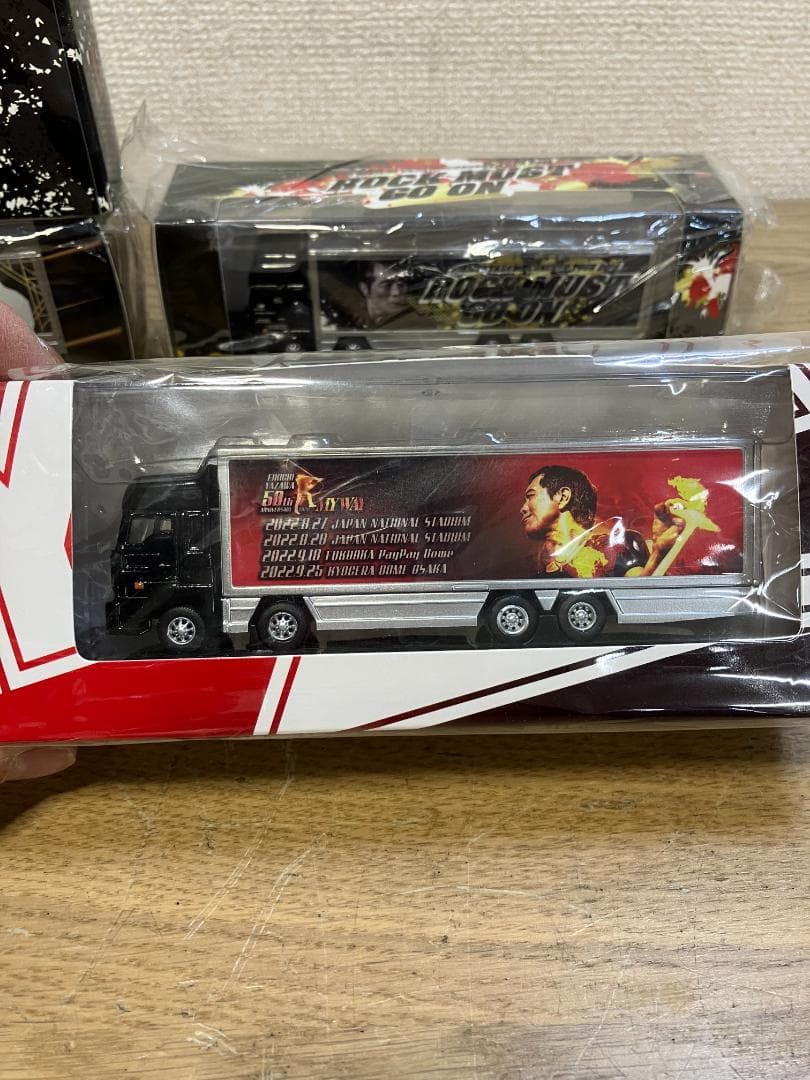 ROCK MUST
GO ON
ROCK MUST
GO ON
EIKICHI
YAZAWA
50th
ANNIVERSARY
MY WAY
2022.8.27 JAPAN NATIONAL STADIUM
2022.8.28 JAPAN NATIONAL STADIUM
2022.9.18 FUKUOKA PayPay Dome
2022.9.25 KYOCERA DOME OSAKA